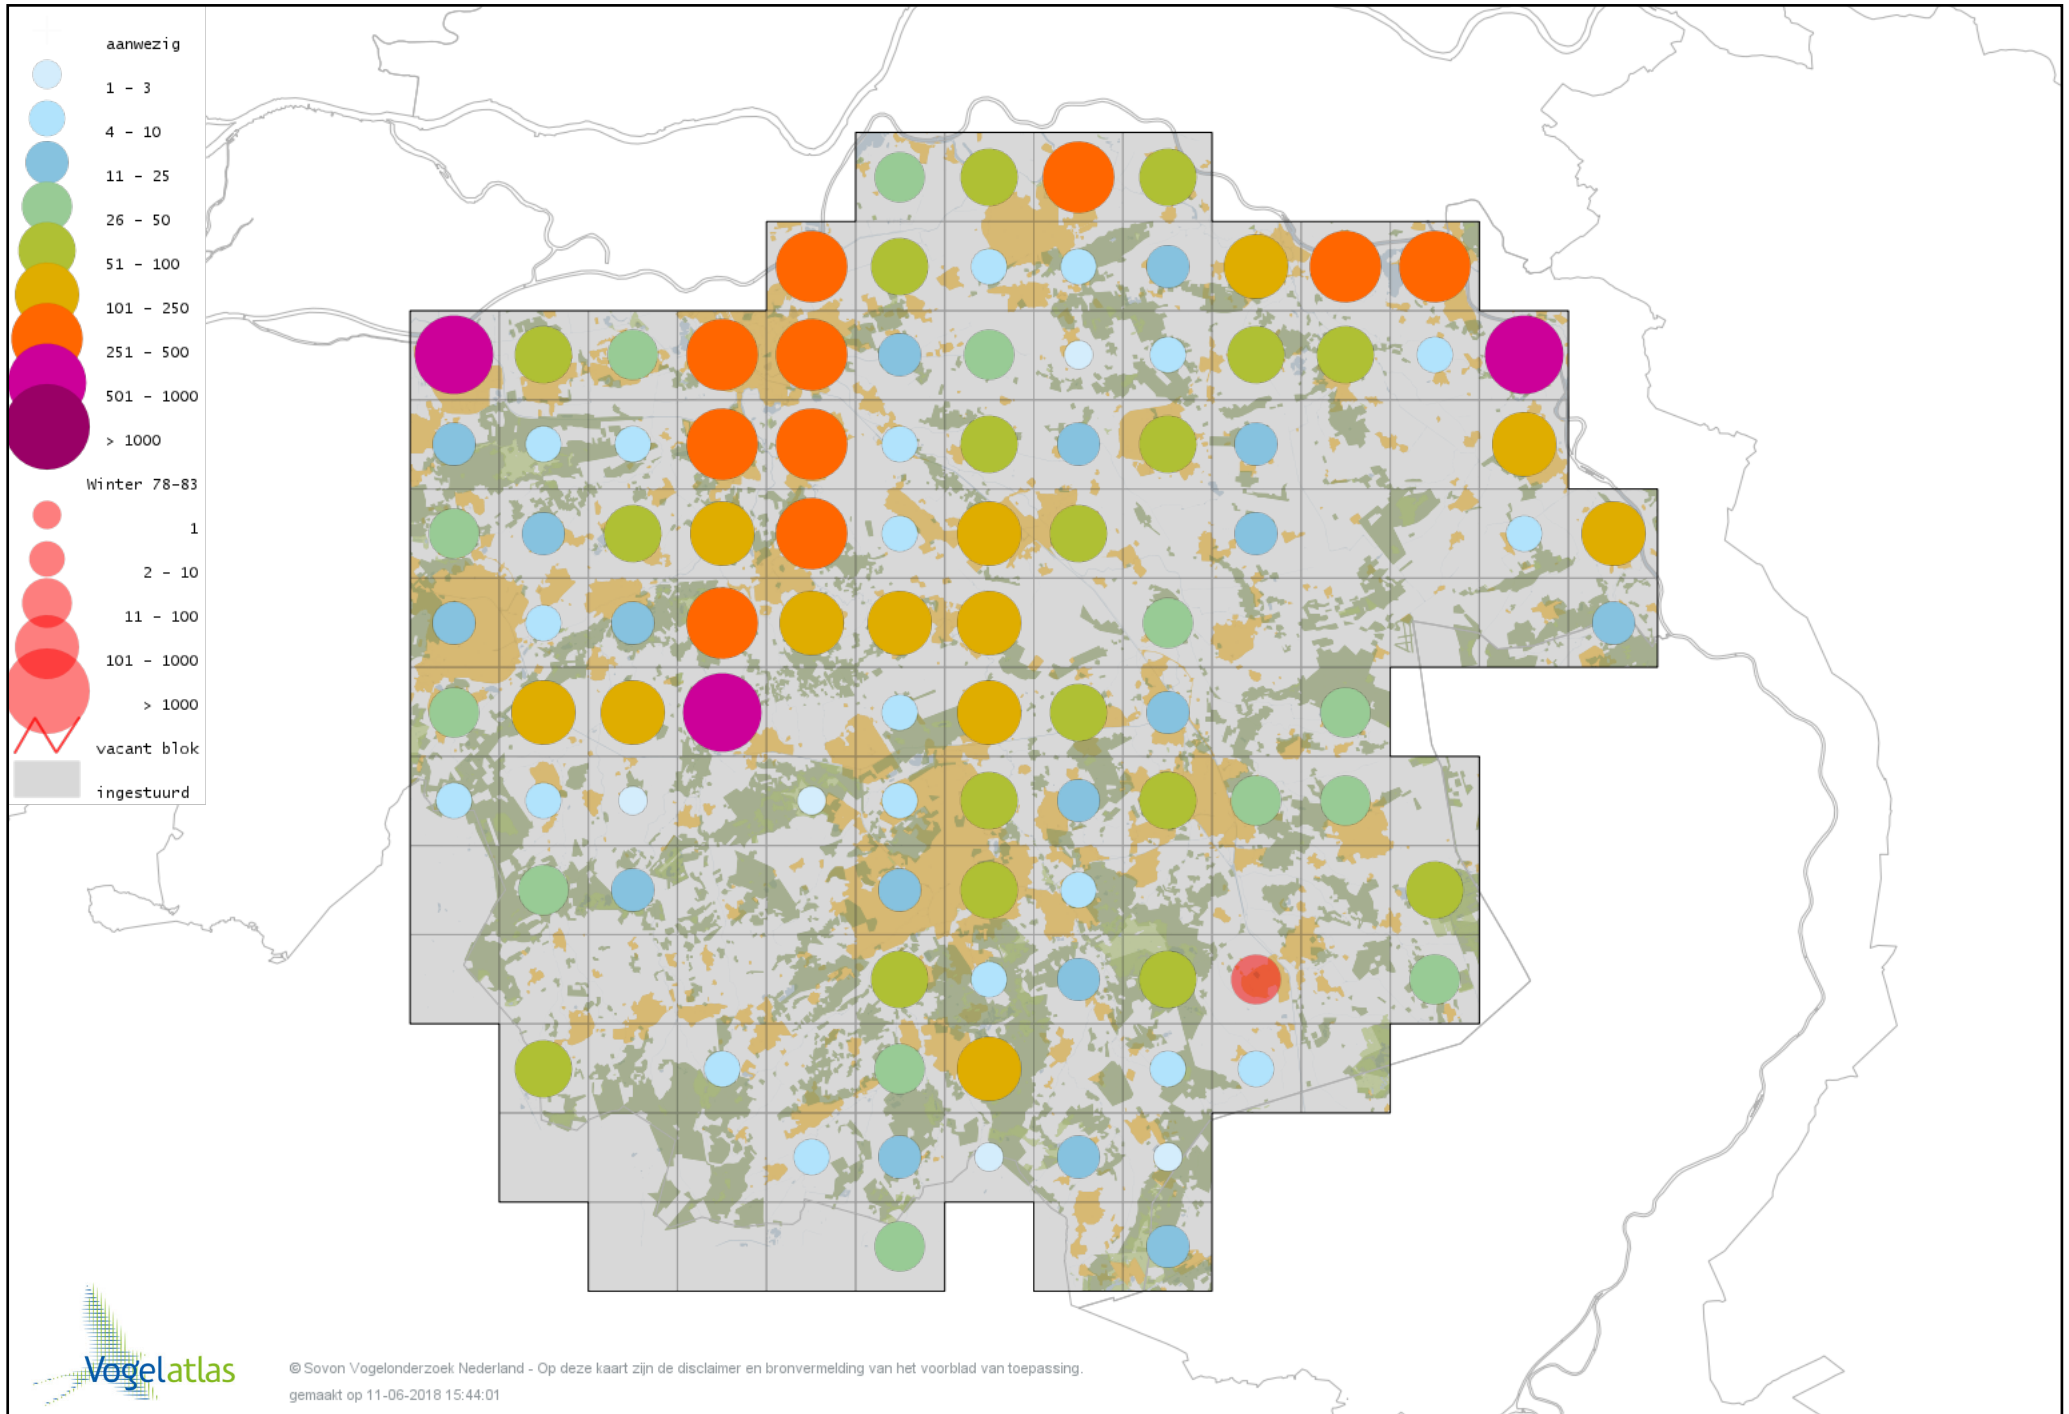 aanwezig
1 - 3
4 - 10
11 - 25
26 - 50
51 - 100
101 - 250
251 - 500
501 - 1000
> 1000
Winter 78-83
1
2 - 10
11 - 100
101 - 1000
> 1000
vacant blok
ingestuurd
Vogelatlas
© Sovon Vogelonderzoek Nederland - Op deze kaart zijn de disclaimer en bronvermelding van het voorblad van toepassing.
gemaakt op 11-06-2018 15:44:01